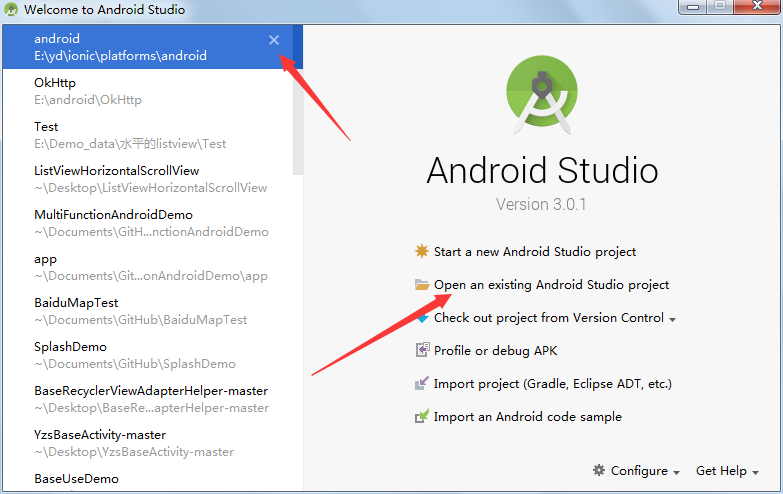 Welcome to Android Studio
android
E:\yd\ionic\platforms\android
OkHttp
E:\android\OkHttp
Test
E:\Demo_data\水平的listview\Test
ListViewHorizontalScrollView
~\Desktop\ListViewHorizontalScrollView
MultiFunctionAndroidDemo
~\Documents\GitH...nctionAndroidDemo
app
~\Documents\Git...onAndroidDemo\app
BaiduMapTest
~\Documents\GitHub\BaiduMapTest
SplashDemo
~\Documents\GitHub\SplashDemo
BaseRecyclerViewAdapterHelper-master
~\Desktop\BaseRe...apterHelper-master
YzsBaseActivity-master
~\Desktop\YzsBaseActivity-master
BaseUseDemo
Android Studio
Version 3.0.1
Start a new Android Studio project
Open an existing Android Studio project
Check out project from Version Control
Profile or debug APK
Import project (Gradle, Eclipse ADT, etc.)
Import an Android code sample
Configure
Get Help